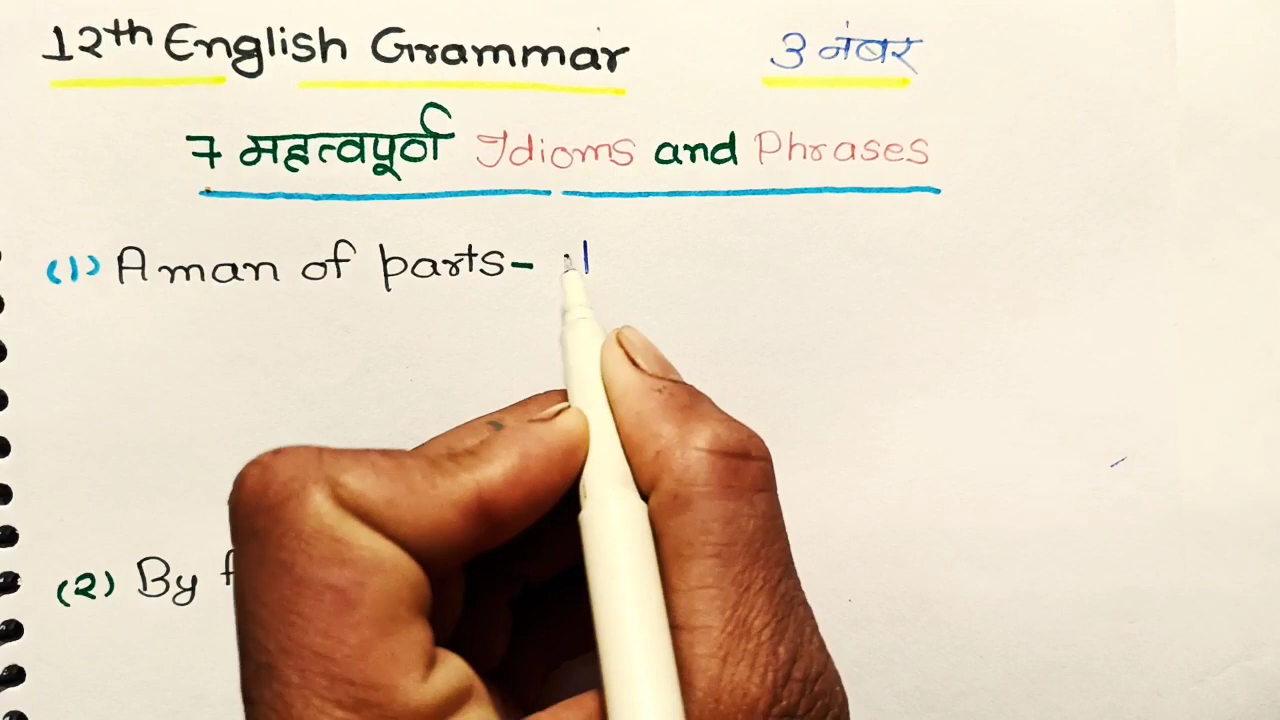 12th English Grammar 3 नंबर
7 महत्वपूर्ण Idioms and Phrases
(1) A man of parts-
(2) By